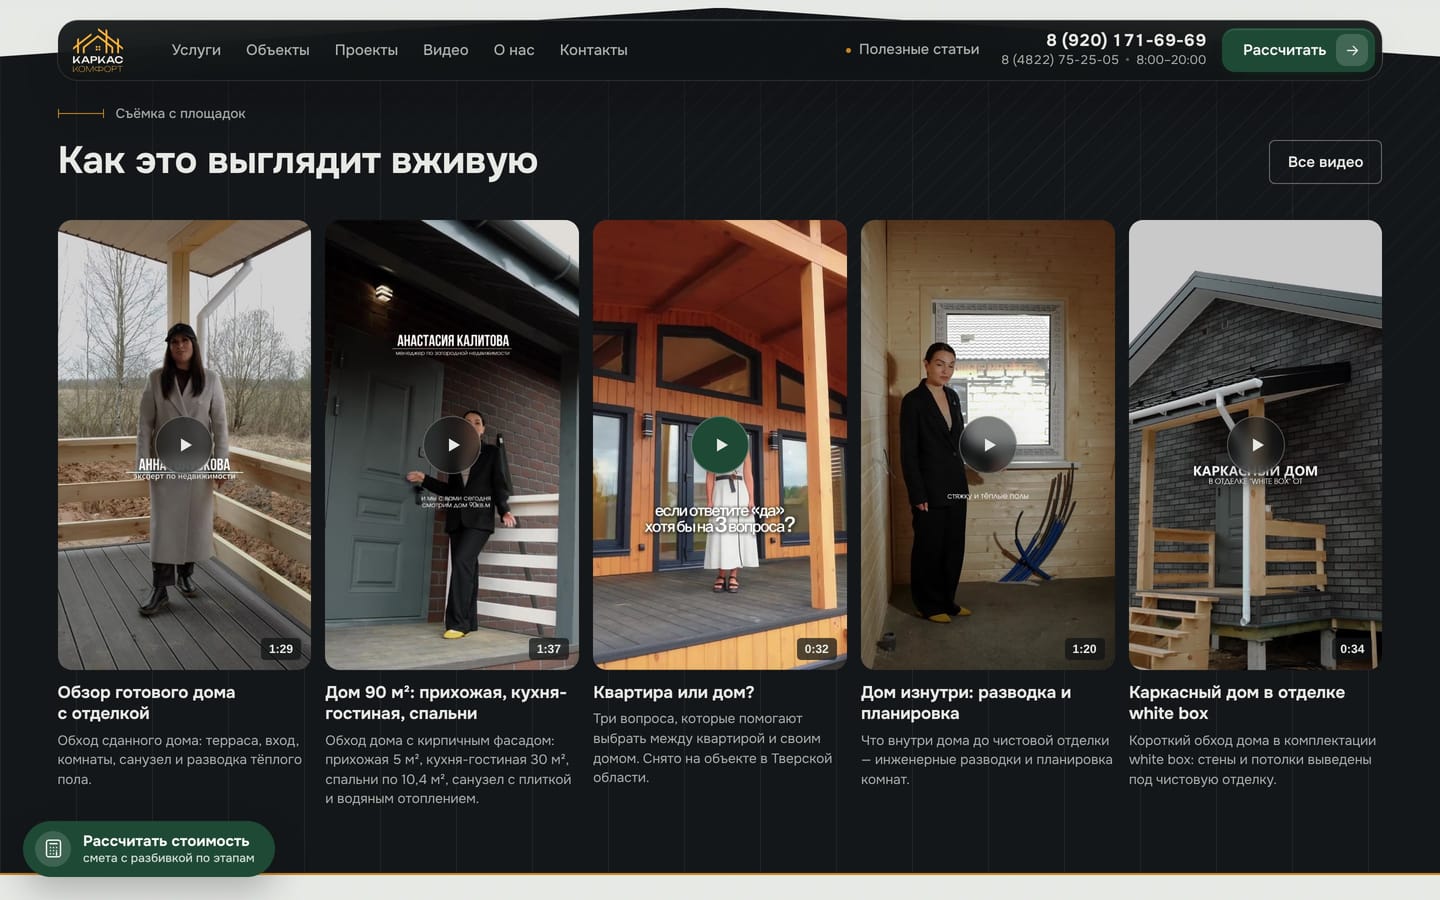 КАРКАС
КОМФОРТ
Услуги
Объекты
Проекты
Видео
О нас
Контакты
Полезные статьи
8 (920) 171-69-69
8 (4822) 75-25-05 • 8:00–20:00
Рассчитать
Съёмка с площадок
Как это выглядит вживую
Все видео
эксперт по недвижимости
1:29
АНАСТАСИЯ КАЛИТОВА
менеджер по загородной недвижимости
и мы с вами сегодня
смотрим дом 90кв.м
1:37
если ответите «да»
хотя бы на 3 вопроса?
0:32
стяжку и тёплые полы
1:20
КАРКАСНЫЙ ДОМ
В ОТДЕЛКЕ "WHITE BOX" ОТ
0:34
Обзор готового дома
с отделкой
Обход сданного дома: терраса, вход,
комнаты, санузел и разводка тёплого
пола.
Дом 90 м²: прихожая, кухня-
гостиная, спальни
Обход дома с кирпичным фасадом:
прихожая 5 м², кухня-гостиная 30 м²,
спальни по 10,4 м², санузел с плиткой
и водяным отоплением.
Квартира или дом?
Три вопроса, которые помогают
выбрать между квартирой и своим
домом. Снято на объекте в Тверской
области.
Дом изнутри: разводка и
планировка
Что внутри дома до чистовой отделки
— инженерные разводки и планировка
комнат.
Каркасный дом в отделке
white box
Короткий обход дома в комплектации
white box: стены и потолки выведены
под чистовую отделку.
Рассчитать стоимость
смета с разбивкой по этапам